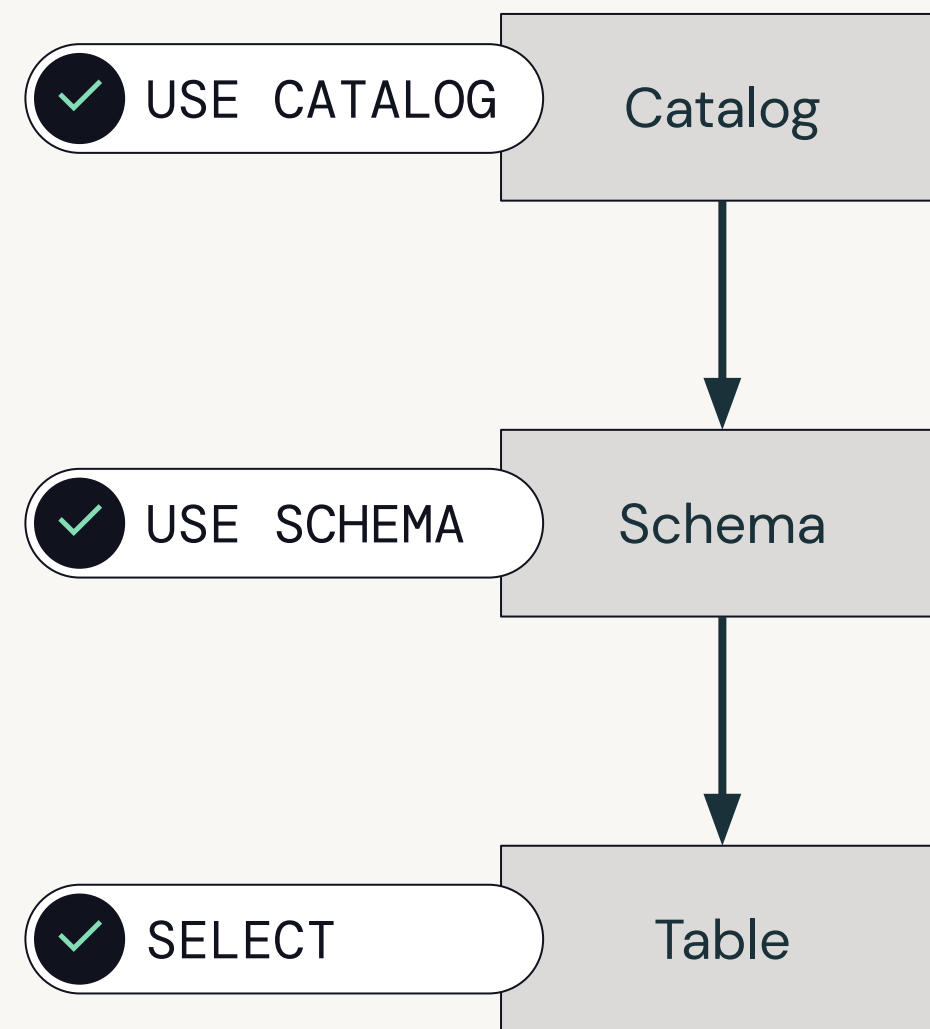 USE CATALOG
Catalog
USE SCHEMA
Schema
SELECT
Table